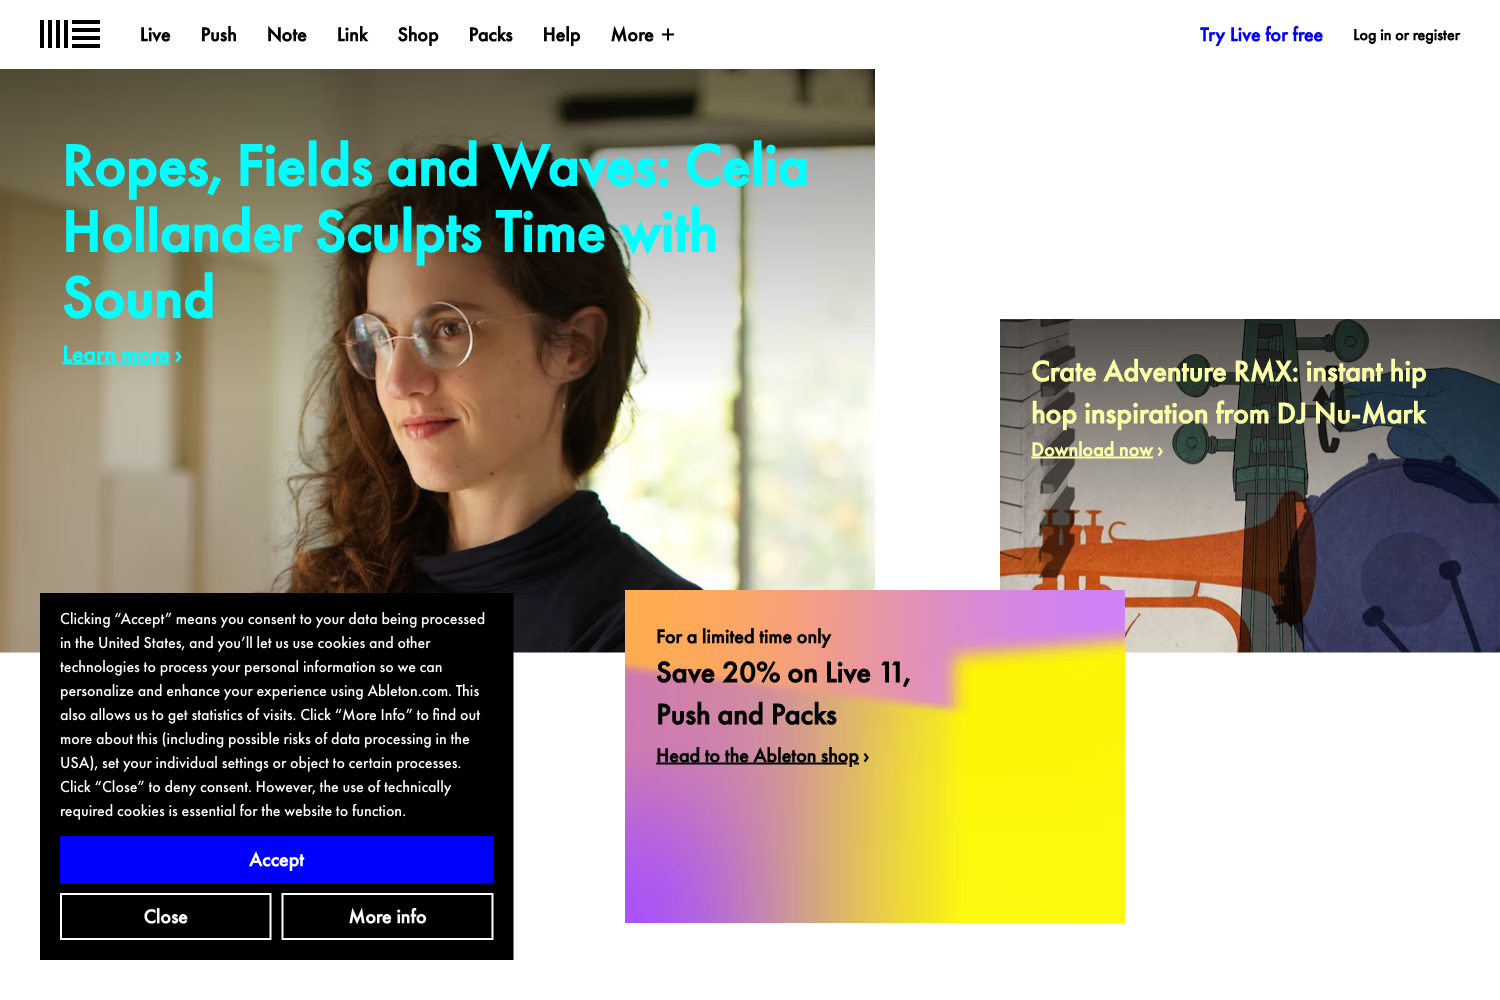 Live Push Note Link Shop Packs Help More +
Try Live for free Log in or register
Ropes, Fields and Waves: Celia
Hollander Sculpts Time with
Sound
Learn more ›
Crate Adventure RMX: instant hip
hop inspiration from DJ Nu-Mark
Download now ›
For a limited time only
Save 20% on Live 11,
Push and Packs
Head to the Ableton shop ›
Clicking “Accept” means you consent to your data being processed
in the United States, and you’ll let us use cookies and other
technologies to process your personal information so we can
personalize and enhance your experience using Ableton.com. This
also allows us to get statistics of visits. Click “More Info” to find out
more about this (including possible risks of data processing in the
USA), set your individual settings or object to certain processes.
Click “Close” to deny consent. However, the use of technically
required cookies is essential for the website to function.
Accept
Close More info